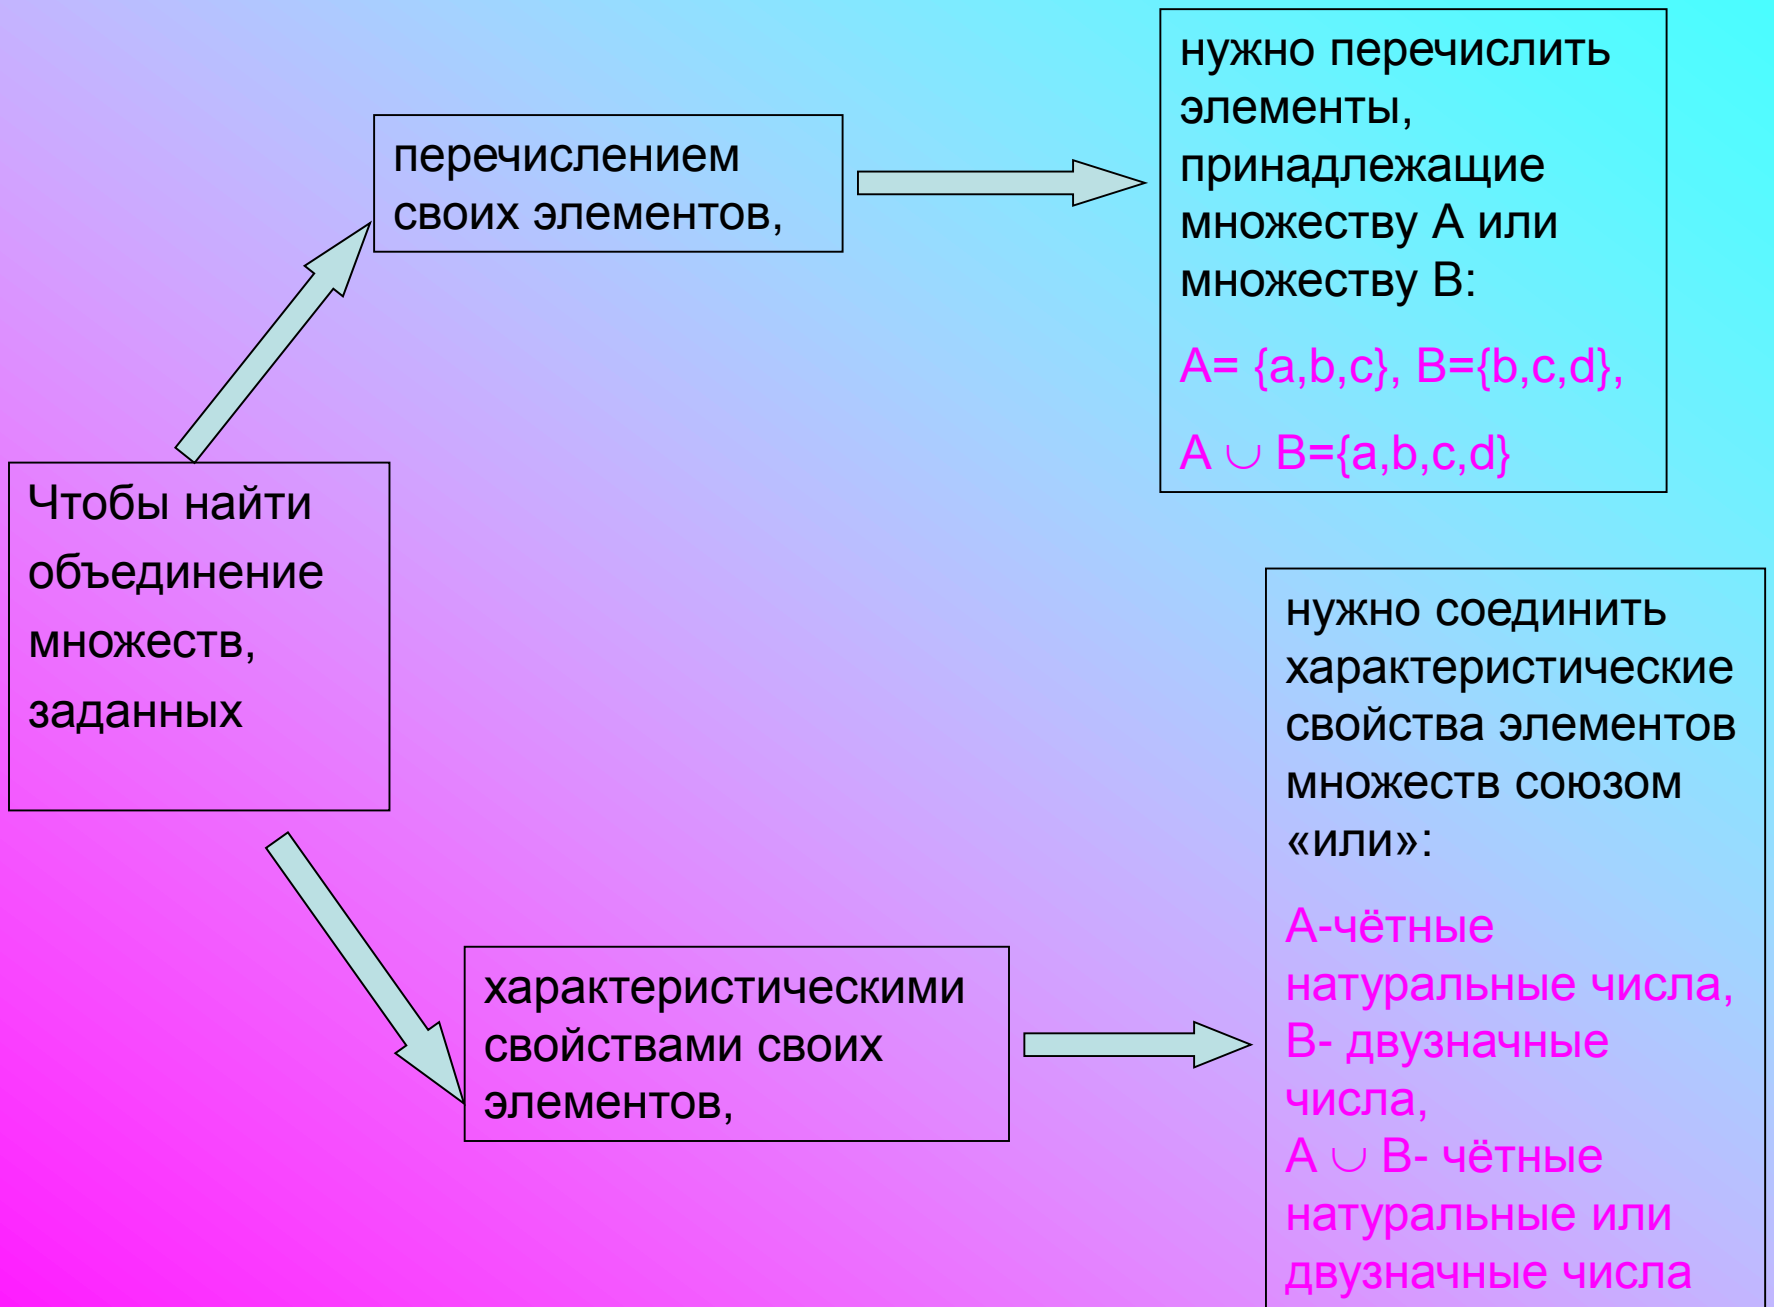 Чтобы найти
объединение
множеств,
заданных
перечислением
своих элементов,
нужно перечислить
элементы,
принадлежащие
множеству А или
множеству В:
А= {a,b,c}, В={b,c,d},
А ∪ В={a,b,c,d}
характеристическими
свойствами своих
элементов,
нужно соединить
характеристические
свойства элементов
множеств союзом
«или»:
А-чётные
натуральные числа,
В- двузначные
числа,
А ∪ В- чётные
натуральные или
двузначные числа